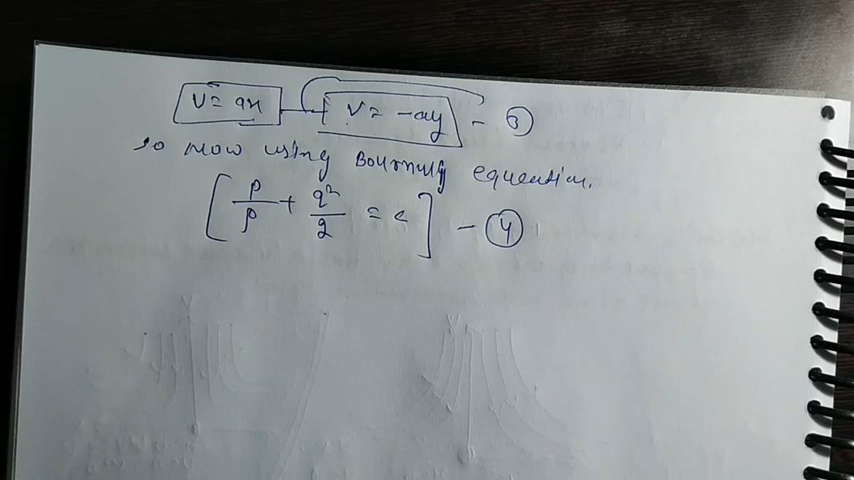 U = ax V = -ay - ③
so now using Bournully equation.
[ P/ρ + q²/2 = c ] - ④